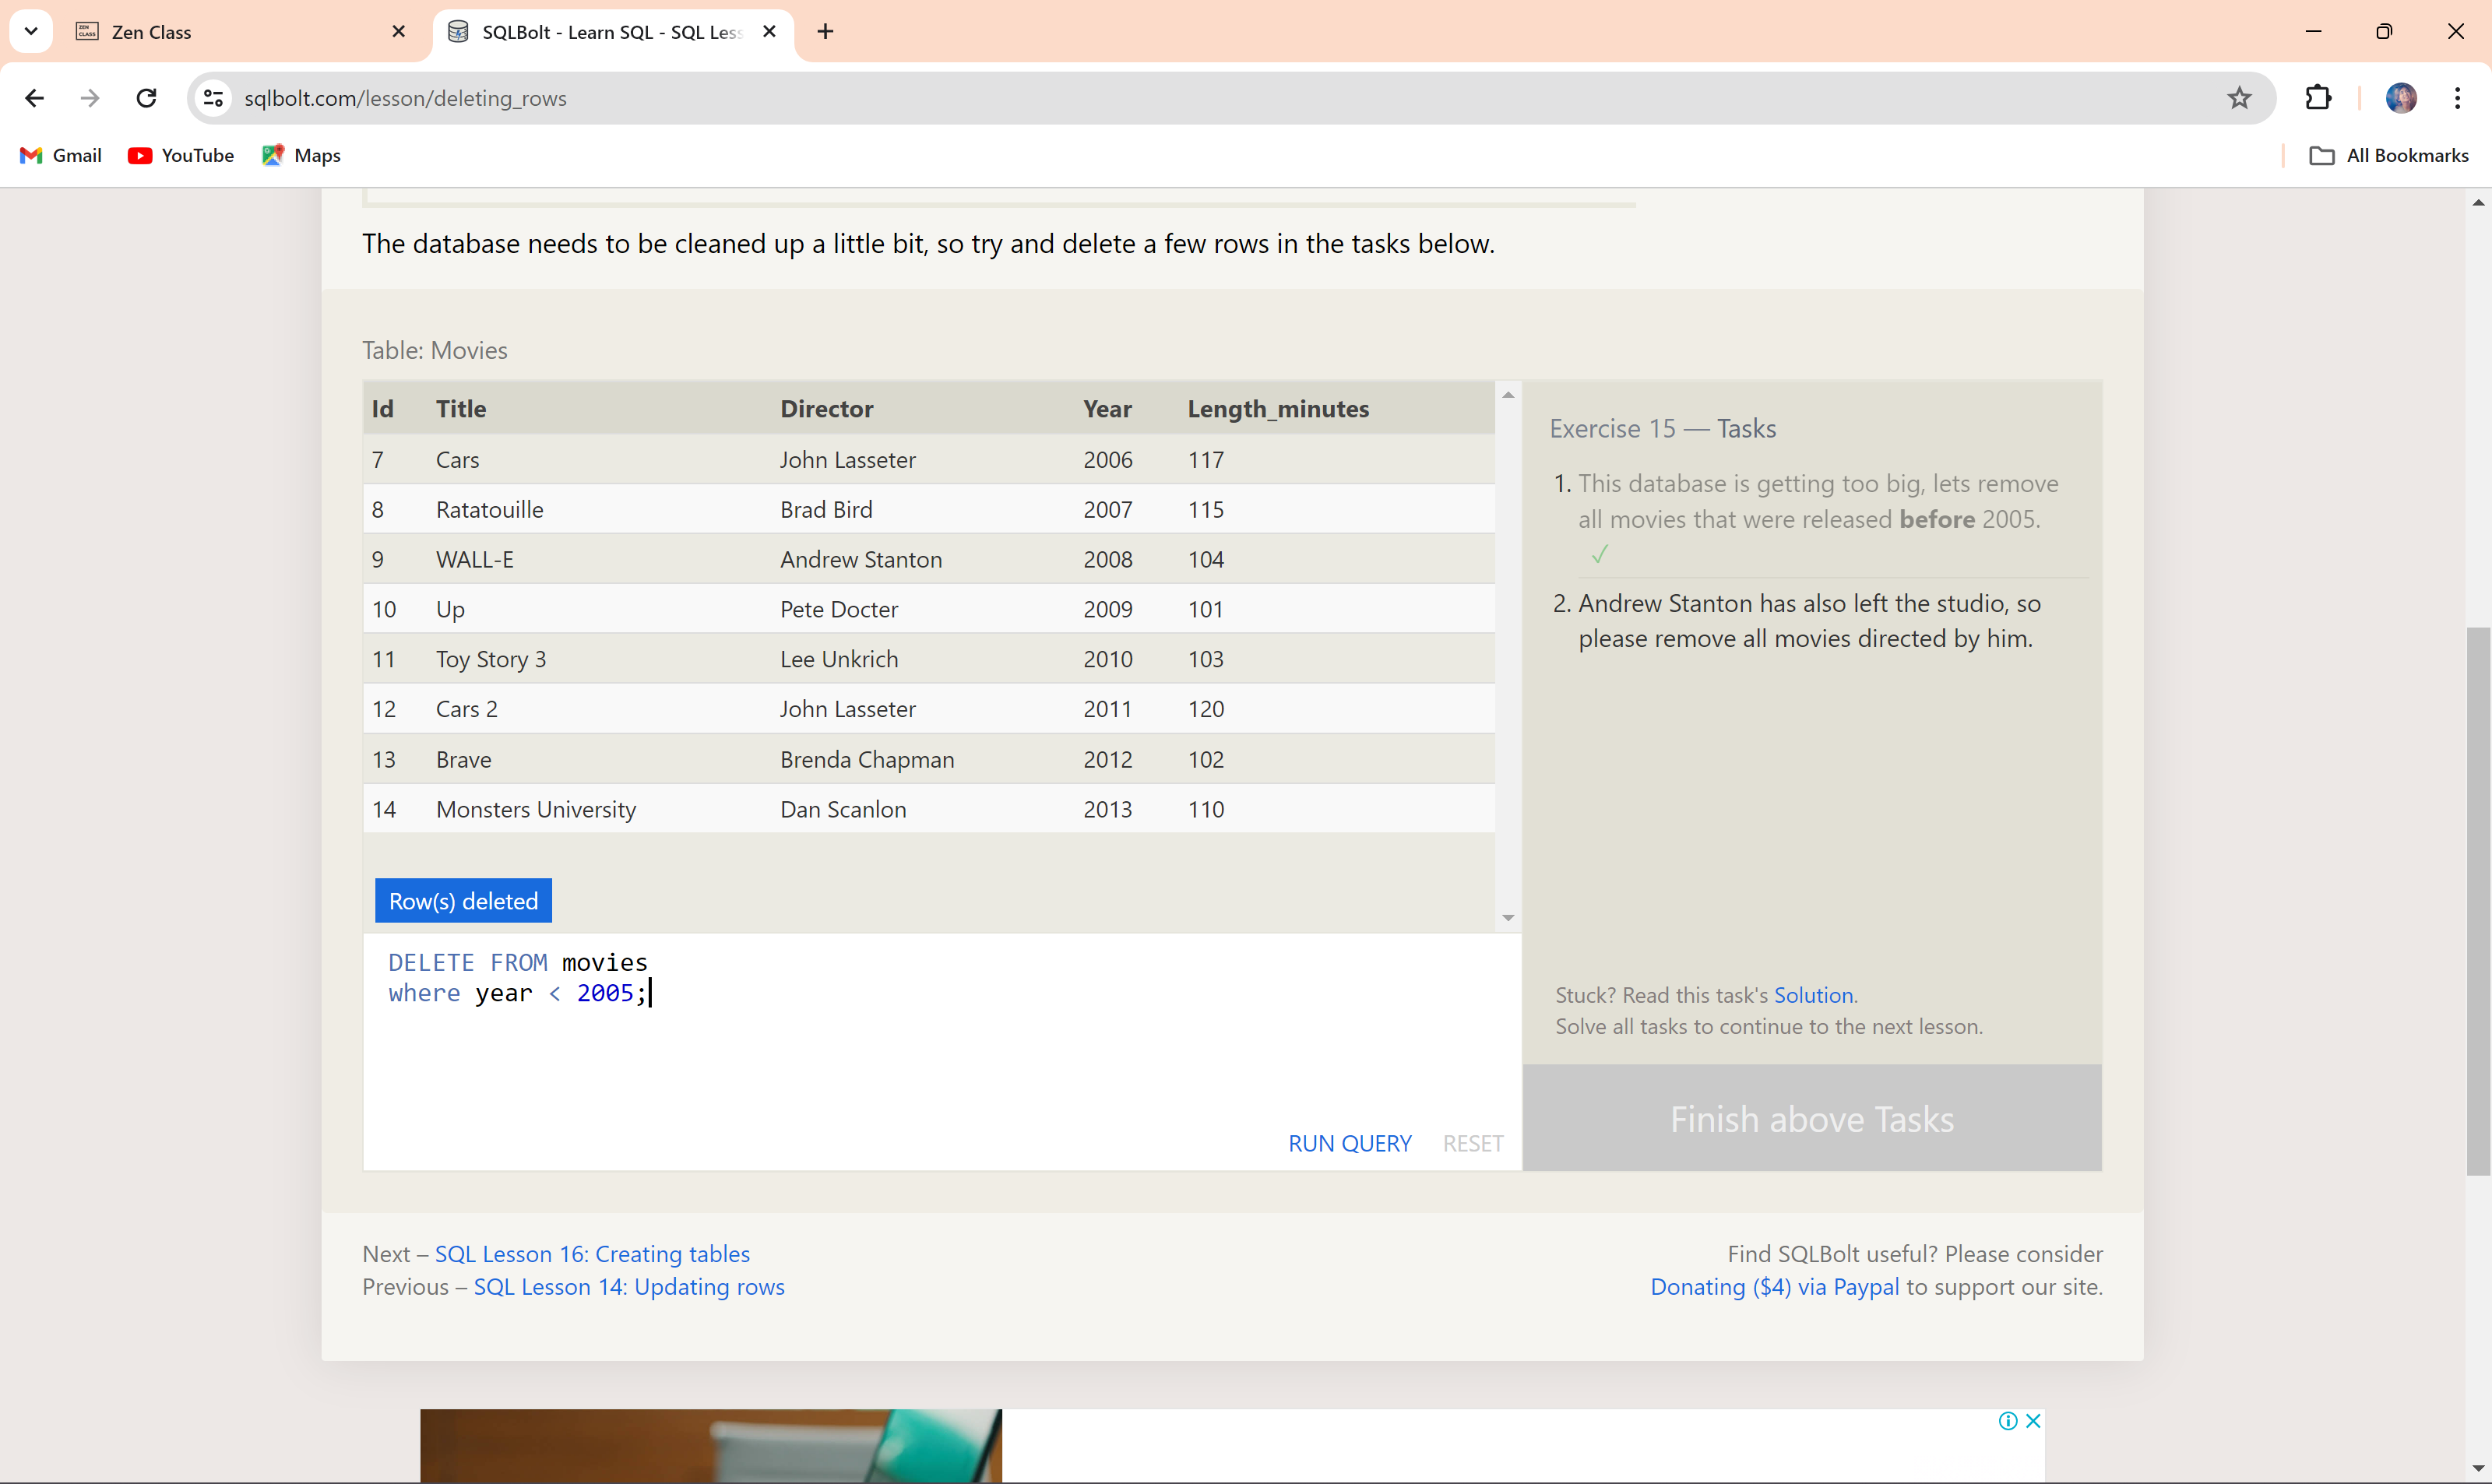 Zen Class
SQLBolt - Learn SQL - SQL Les
sqlbolt.com/lesson/deleting_rows
Gmail YouTube Maps All Bookmarks
The database needs to be cleaned up a little bit, so try and delete a few rows in the tasks below.
Table: Movies
Id Title Director Year Length_minutes
7 Cars John Lasseter 2006 117
8 Ratatouille Brad Bird 2007 115
9 WALL-E Andrew Stanton 2008 104
10 Up Pete Docter 2009 101
11 Toy Story 3 Lee Unkrich 2010 103
12 Cars 2 John Lasseter 2011 120
13 Brave Brenda Chapman 2012 102
14 Monsters University Dan Scanlon 2013 110
Row(s) deleted
DELETE FROM movies
where year < 2005;
RUN QUERY RESET
Exercise 15 — Tasks
1. This database is getting too big, lets remove
all movies that were released before 2005.
✓
2. Andrew Stanton has also left the studio, so
please remove all movies directed by him.
Stuck? Read this task's Solution.
Solve all tasks to continue to the next lesson.
Finish above Tasks
Next – SQL Lesson 16: Creating tables
Previous – SQL Lesson 14: Updating rows
Find SQLBolt useful? Please consider
Donating ($4) via Paypal to support our site.